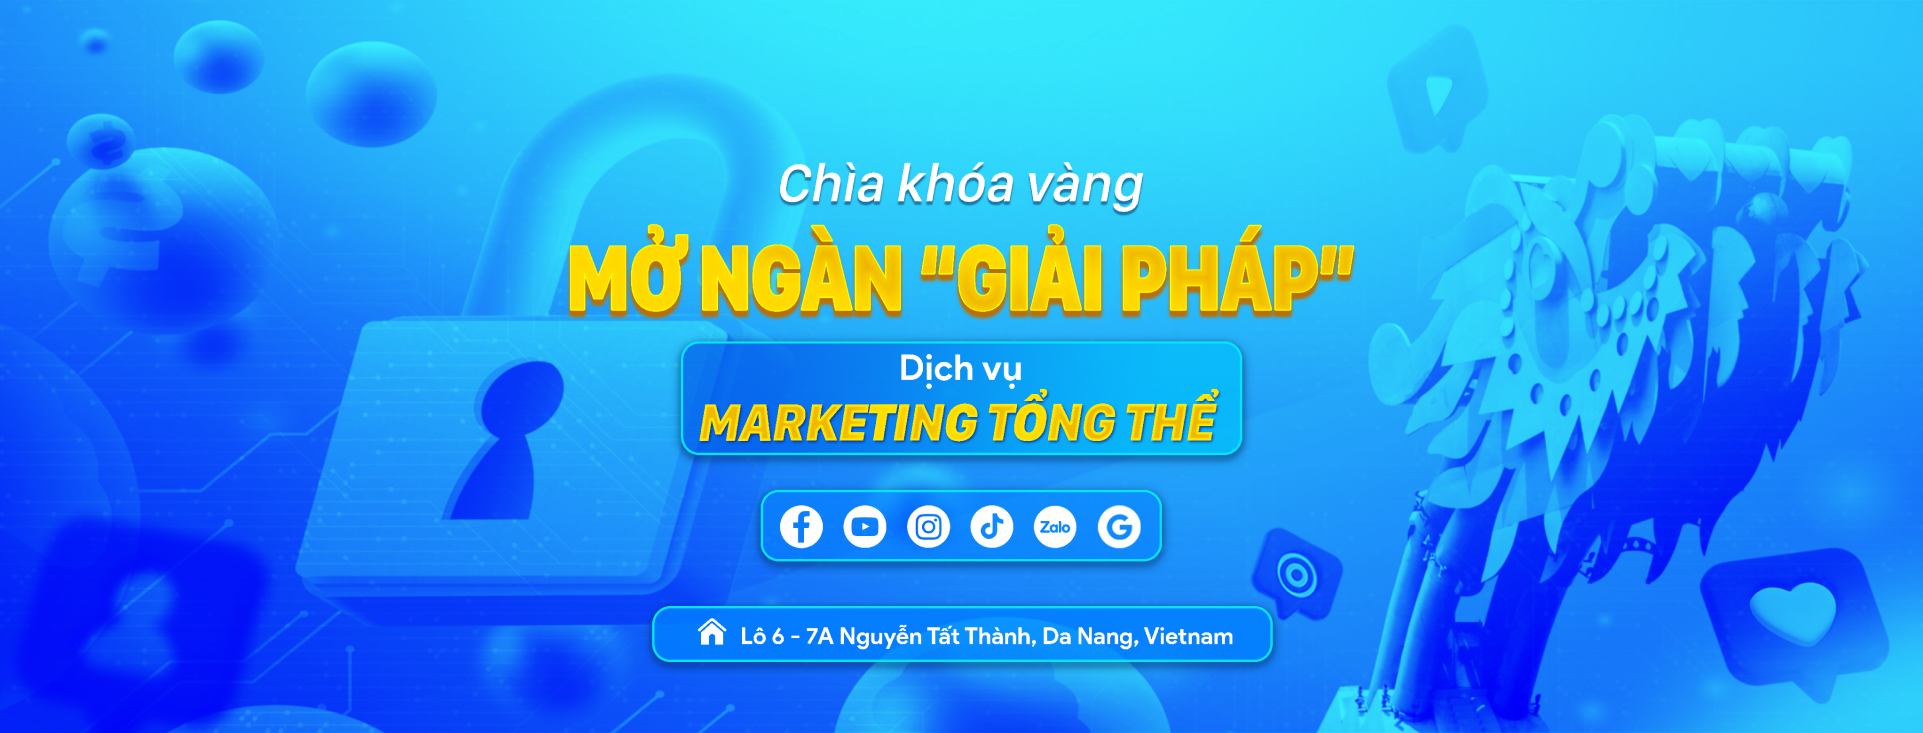 Chìa khóa vàng
MỞ NGÀN "GIẢI PHÁP"
Dịch vụ
MARKETING TỔNG THỂ
Zalo
Lô 6 - 7A Nguyễn Tất Thành, Da Nang, Vietnam